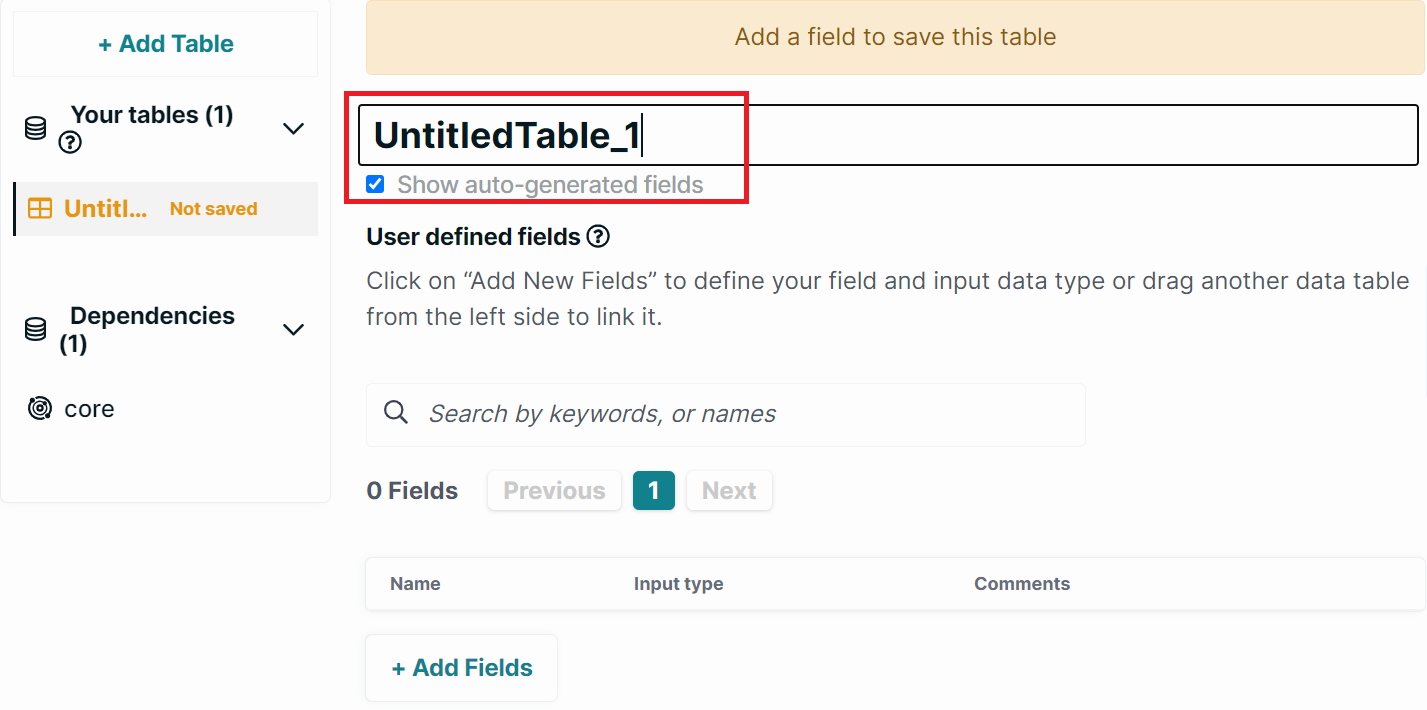 + Add Table
Your tables (1)
?
Untitl... Not saved
Dependencies
(1)
core
Add a field to save this table
UntitledTable_1
Show auto-generated fields
User defined fields ?
Click on “Add New Fields” to define your field and input data type or drag another data table
from the left side to link it.
Search by keywords, or names
0 Fields Previous 1 Next
Name Input type Comments
+ Add Fields